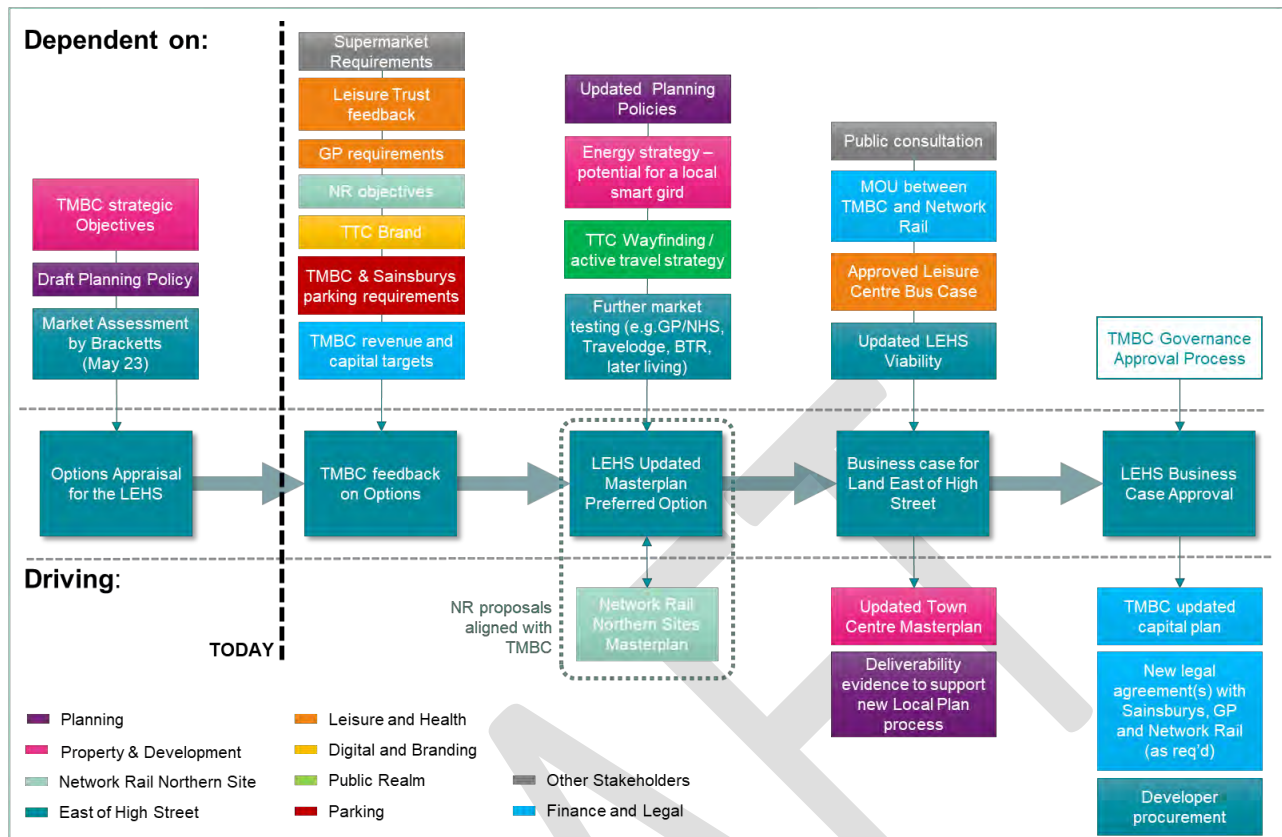 Dependent on:
TMBC strategic
Objectives
Draft Planning Policy
Market Assessment
by Bracketts
(May 23)
Supermarket
Requirements
Leisure Trust
feedback
GP requirements
NR objectives
TTC Brand
TMBC & Sainsburys
parking requirements
TMBC revenue and
capital targets
Updated Planning
Policies
Energy strategy –
potential for a local
smart gird
TTC Wayfinding /
active travel strategy
Further market
testing (e.g.GP/NHS,
Travelodge, BTR,
later living)
Public consultation
MOU between
TMBC and Network
Rail
Approved Leisure
Centre Bus Case
Updated LEHS
Viability
TMBC Governance
Approval Process
Options Appraisal
for the LEHS
TMBC feedback
on Options
LEHS Updated
Masterplan
Preferred Option
Business case for
Land East of High
Street
LEHS Business
Case Approval
Driving:
TODAY
NR proposals
aligned with
TMBC
Network Rail
Northern Sites
Masterplan
Updated Town
Centre Masterplan
Deliverability
evidence to support
new Local Plan
process
TMBC updated
capital plan
New legal
agreement(s) with
Sainsburys, GP
and Network Rail
(as req'd)
Developer
procurement
Planning
Property & Development
Network Rail Northern Site
East of High Street
Leisure and Health
Digital and Branding
Public Realm
Parking
Other Stakeholders
Finance and Legal